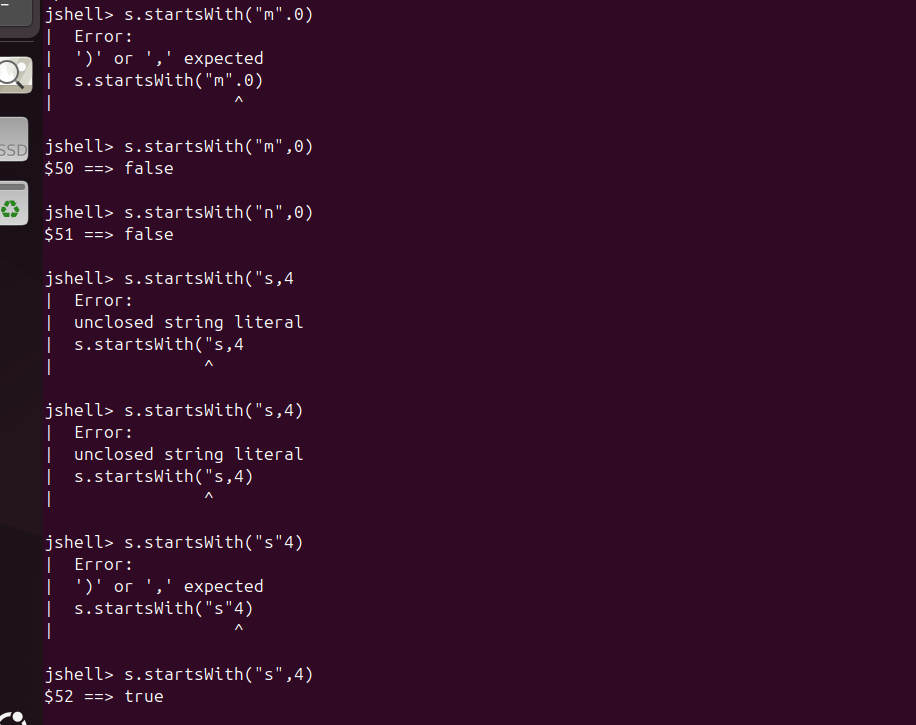 jshell> s.startsWith("m".0)
|  Error:
|  ')' or ',' expected
|  s.startsWith("m".0)
|                  ^
jshell> s.startsWith("m",0)
$50 ==> false
jshell> s.startsWith("n",0)
$51 ==> false
jshell> s.startsWith("s,4
|  Error:
|  unclosed string literal
|  s.startsWith("s,4
|               ^
jshell> s.startsWith("s,4)
|  Error:
|  unclosed string literal
|  s.startsWith("s,4)
|               ^
jshell> s.startsWith("s"4)
|  Error:
|  ')' or ',' expected
|  s.startsWith("s"4)
|                  ^
jshell> s.startsWith("s",4)
$52 ==> true
SSD